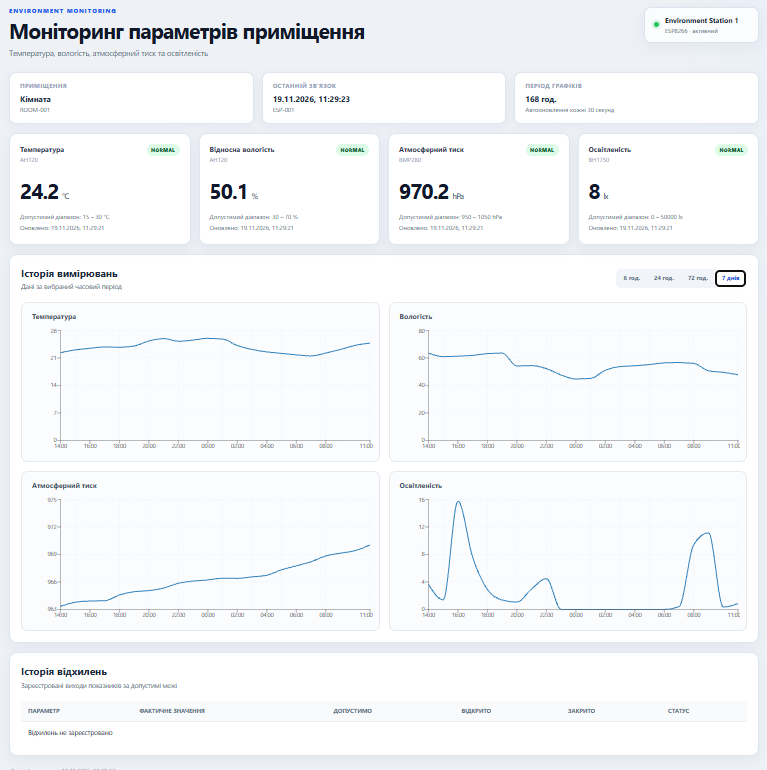 ENVIRONMENT MONITORING
Моніторинг параметрів приміщення
Температура, вологість, атмосферний тиск та освітленість
Environment Station 1
ESP8266 · активний
ПРИМІЩЕННЯ
Кімната
ROOM-001
ОСТАННІЙ ЗВ'ЯЗОК
19.11.2026, 11:29:23
ESP-001
ПЕРІОД ГРАФІКІВ
168 год.
Автооновлення кожні 30 секунд
Температура
NORMAL
AHT20
24.2 °C
Допустимий діапазон: 15 – 30 °C
Оновлено: 19.11.2026, 11:29:21
Відносна вологість
NORMAL
AHT20
50.1 %
Допустимий діапазон: 30 – 70 %
Оновлено: 19.11.2026, 11:29:21
Атмосферний тиск
NORMAL
BMP280
970.2 hPa
Допустимий діапазон: 950 – 1050 hPa
Оновлено: 19.11.2026, 11:29:21
Освітленість
NORMAL
BH1750
8 lx
Допустимий діапазон: 0 – 50000 lx
Оновлено: 19.11.2026, 11:29:21
Історія вимірювань
Дані за вибраний часовий період
6 год. 24 год. 72 год. 7 днів
Температура
28
21
14
7
0
14:00 16:00 18:00 20:00 22:00 00:00 02:00 04:00 06:00 08:00 11:00
Вологість
80
60
40
20
0
14:00 16:00 18:00 20:00 22:00 00:00 02:00 04:00 06:00 08:00 11:00
Атмосферний тиск
975
972
969
966
963
14:00 16:00 18:00 20:00 22:00 00:00 02:00 04:00 06:00 08:00 11:00
Освітленість
16
12
8
4
0
14:00 16:00 18:00 20:00 22:00 00:00 02:00 04:00 06:00 08:00 11:00
Історія відхилень
Зареєстровані виходи показників за допустимі межі
ПАРАМЕТР ФАКТИЧНЕ ЗНАЧЕННЯ ДОПУСТИМО ВІДКРИТО ЗАКРИТО СТАТУС
Відхилень не зареєстровано